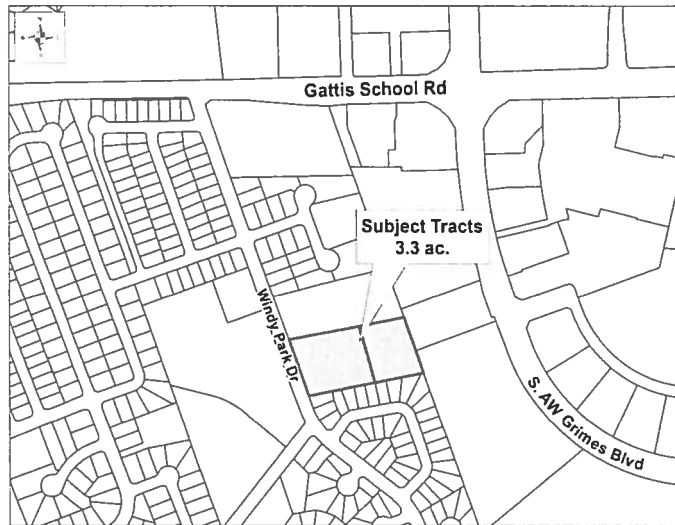 Gattis School Rd
Subject Tracts
3.3 ac.
Windy Park Dr
S. AW Grimes Blvd